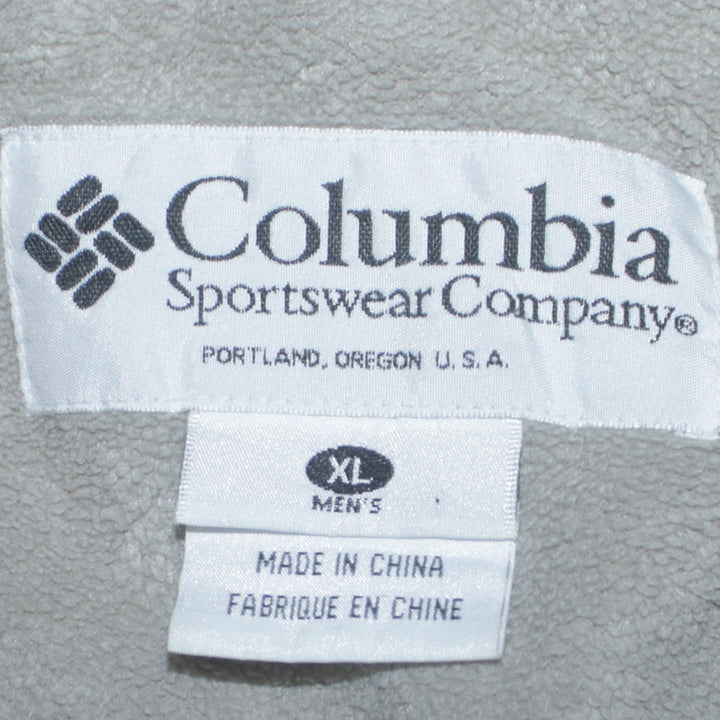 Columbia
Sportswear Company®
PORTLAND, OREGON U.S.A.
XL
MEN'S
MADE IN CHINA
FABRIQUE EN CHINE